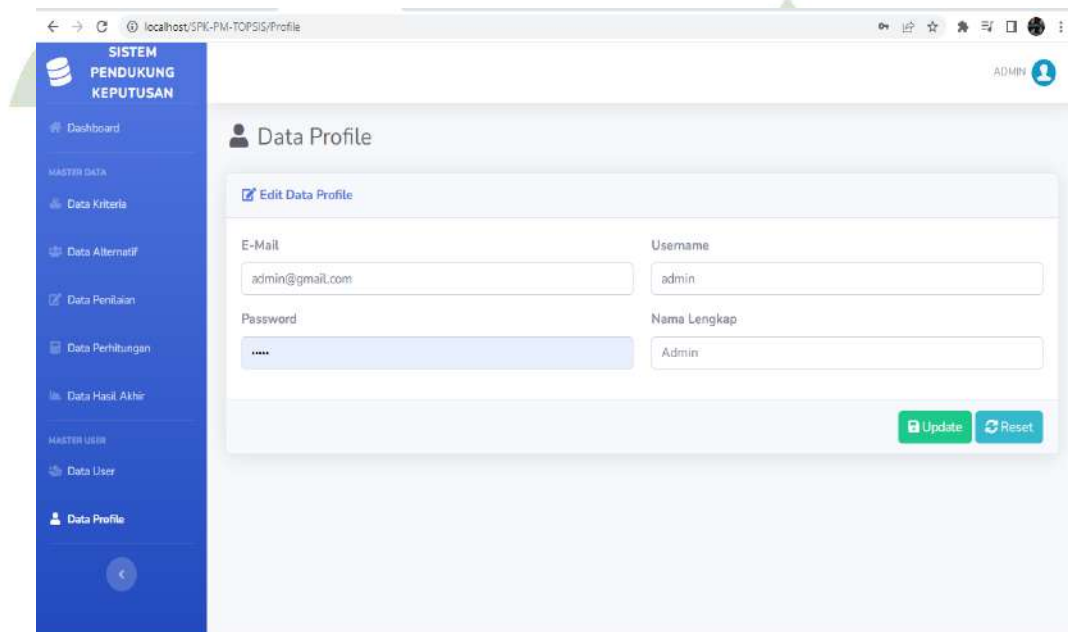 localhost/SPK-PM-TOPSIS/Profile
SISTEM
PENDUKUNG
KEPUTUSAN
ADMIN
Dashboard
Data Profile
MASTER DATA
Edit Data Profile
Data Kriteria
E-Mail
Username
Data Alternatif
admin@gmail.com
admin
Data Penilaian
Password
Nama Lengkap
Data Perhitungan
•••••
Admin
Data Hasil Akhir
Update
Reset
MASTER USER
Data User
Data Profile